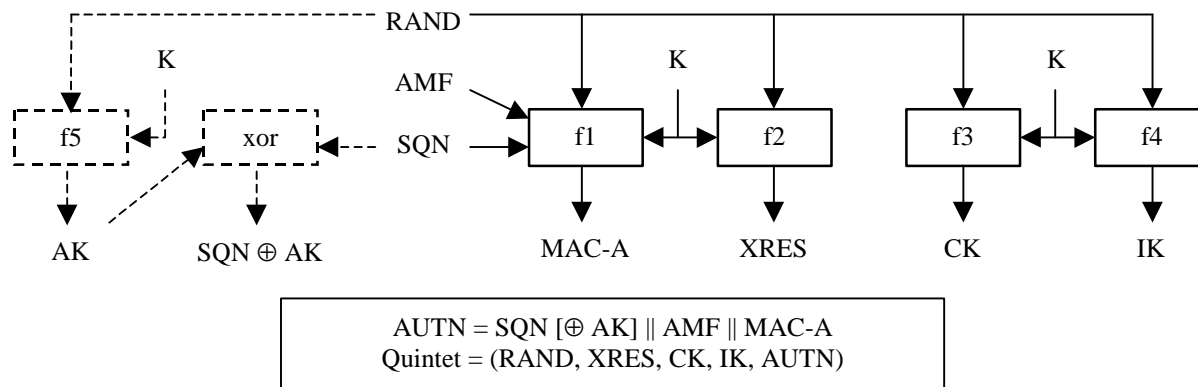 RAND
K
K
K
AMF
f5
xor
SQN
f1
f2
f3
f4
AK
SQN ⊕ AK
MAC-A
XRES
CK
IK
AUTN = SQN [⊕ AK] || AMF || MAC-A
Quintet = (RAND, XRES, CK, IK, AUTN)